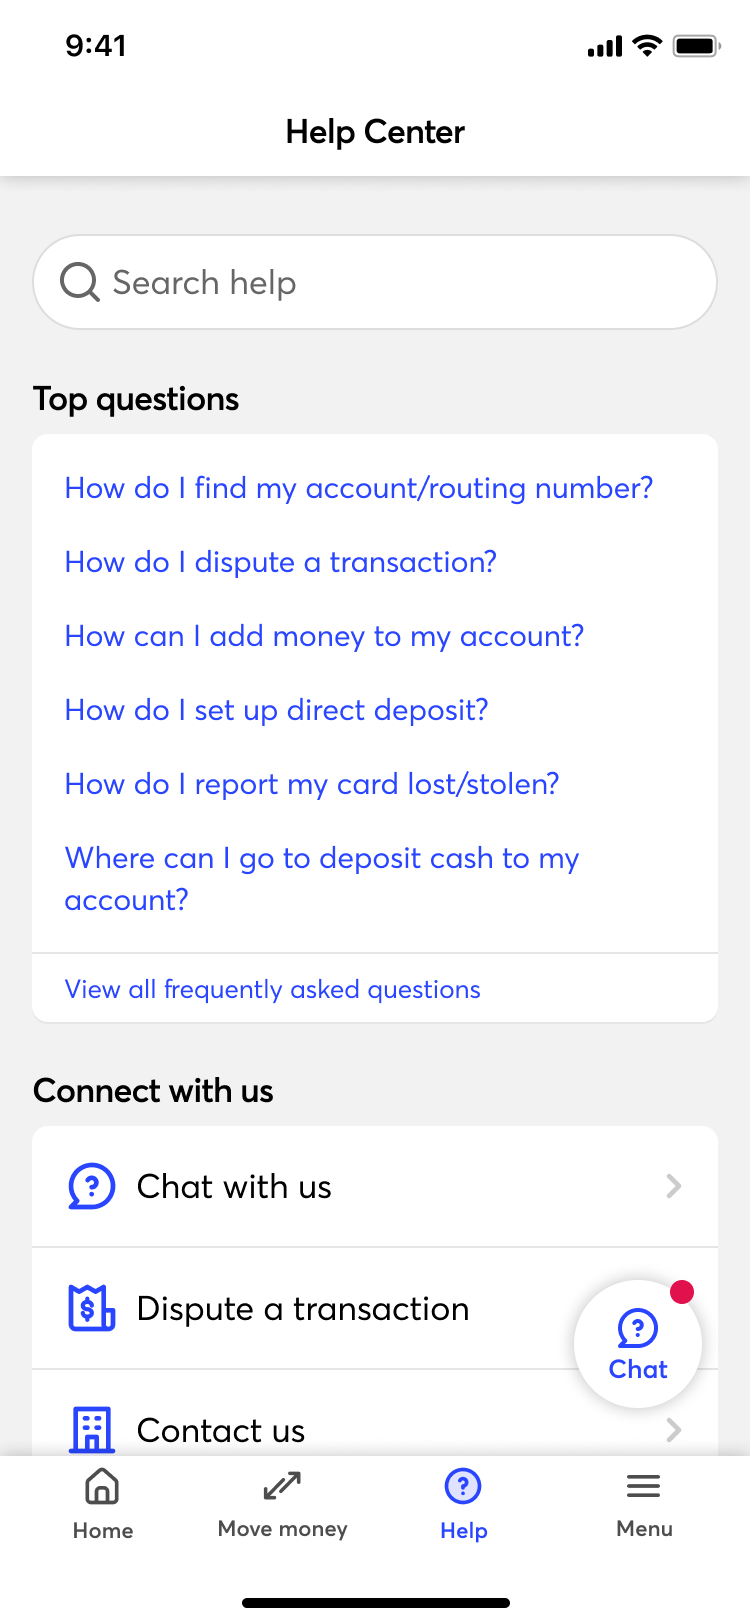 9:41
Help Center
Search help
Top questions
How do I find my account/routing number?
How do I dispute a transaction?
How can I add money to my account?
How do I set up direct deposit?
How do I report my card lost/stolen?
Where can I go to deposit cash to my
account?
View all frequently asked questions
Connect with us
Chat with us
Dispute a transaction
Chat
Contact us
Home
Move money
Help
Menu